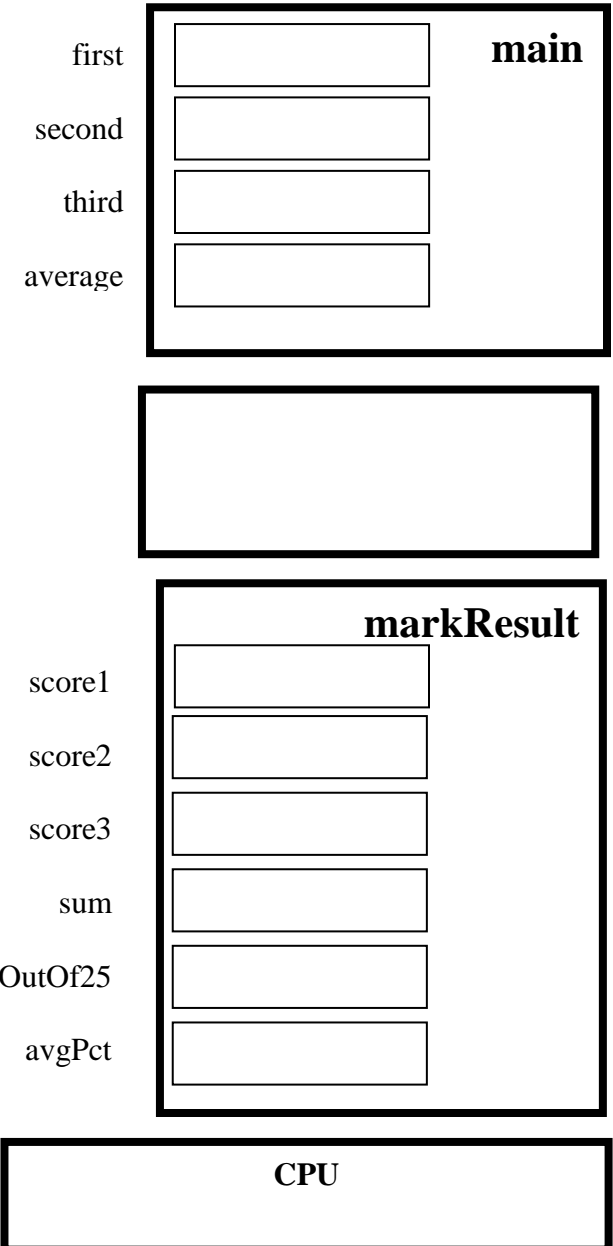 main
first
second
third
average
markResult
score1
score2
score3
sum
OutOf25
avgPct
CPU